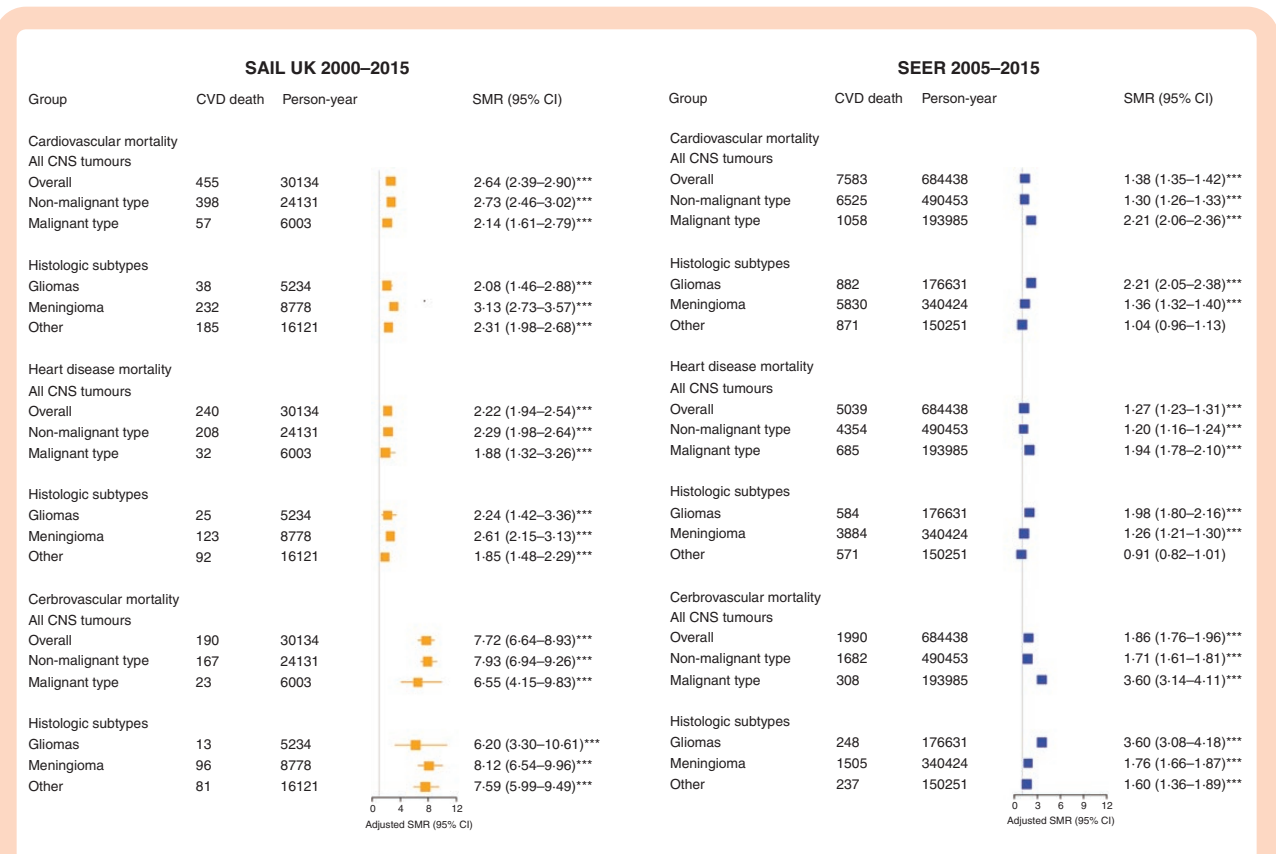 SAIL UK 2000–2015
Group CVD death Person-year SMR (95% CI)
Cardiovascular mortality
All CNS tumours
Overall 455 30134 2·64 (2·39–2·90)***
Non-malignant type 398 24131 2·73 (2·46–3·02)***
Malignant type 57 6003 2·14 (1·61–2·79)***
Histologic subtypes
Gliomas 38 5234 2·08 (1·46–2·88)***
Meningioma 232 8778 3·13 (2·73–3·57)***
Other 185 16121 2·31 (1·98–2·68)***
Heart disease mortality
All CNS tumours
Overall 240 30134 2·22 (1·94–2·54)***
Non-malignant type 208 24131 2·29 (1·98–2·64)***
Malignant type 32 6003 1·88 (1·32–3·26)***
Histologic subtypes
Gliomas 25 5234 2·24 (1·42–3·36)***
Meningioma 123 8778 2·61 (2·15–3·13)***
Other 92 16121 1·85 (1·48–2·29)***
Cerbrovascular mortality
All CNS tumours
Overall 190 30134 7·72 (6·64–8·93)***
Non-malignant type 167 24131 7·93 (6·94–9·26)***
Malignant type 23 6003 6·55 (4·15–9·83)***
Histologic subtypes
Gliomas 13 5234 6·20 (3·30–10·61)***
Meningioma 96 8778 8·12 (6·54–9·96)***
Other 81 16121 7·59 (5·99–9·49)***
0 4 8 12
Adjusted SMR (95% CI)
SEER 2005–2015
Group CVD death Person-year SMR (95% CI)
Cardiovascular mortality
All CNS tumours
Overall 7583 684438 1·38 (1·35–1·42)***
Non-malignant type 6525 490453 1·30 (1·26–1·33)***
Malignant type 1058 193985 2·21 (2·06–2·36)***
Histologic subtypes
Gliomas 882 176631 2·21 (2·05–2·38)***
Meningioma 5830 340424 1·36 (1·32–1·40)***
Other 871 150251 1·04 (0·96–1·13)
Heart disease mortality
All CNS tumours
Overall 5039 684438 1·27 (1·23–1·31)***
Non-malignant type 4354 490453 1·20 (1·16–1·24)***
Malignant type 685 193985 1·94 (1·78–2·10)***
Histologic subtypes
Gliomas 584 176631 1·98 (1·80–2·16)***
Meningioma 3884 340424 1·26 (1·21–1·30)***
Other 571 150251 0·91 (0·82–1·01)
Cerbrovascular mortality
All CNS tumours
Overall 1990 684438 1·86 (1·76–1·96)***
Non-malignant type 1682 490453 1·71 (1·61–1·81)***
Malignant type 308 193985 3·60 (3·14–4·11)***
Histologic subtypes
Gliomas 248 176631 3·60 (3·08–4·18)***
Meningioma 1505 340424 1·76 (1·66–1·87)***
Other 237 150251 1·60 (1·36–1·89)***
0 3 6 9 12
Adjusted SMR (95% CI)